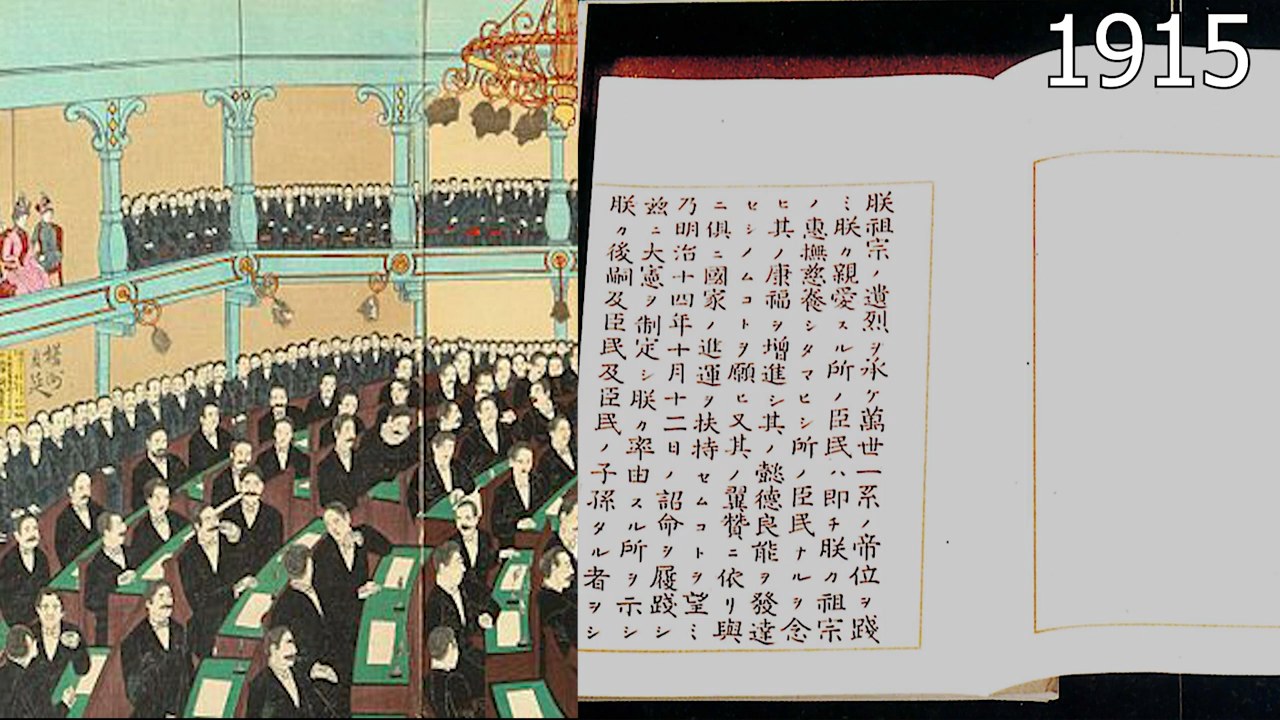 1915
朕祖宗ノ遺烈ヲ承ケ萬世一系ノ帝位ヲ踐
ミ朕カ親愛スル所ノ臣民ハ即チ朕カ祖宗
ノ惠撫慈養シタマヒシ所ノ臣民ナルヲ念
ヒ其ノ康福ヲ增進シ其ノ懿德良能ヲ發達
セシメムコトヲ願ヒ又其ノ翼贊ニ依リ與
ニ俱ニ國家ノ進運ヲ扶持セムコトヲ望ミ
乃明治十四年十月十二日ノ詔命ヲ履踐シ
茲ニ大憲ヲ制定シ朕カ率由スル所ヲ示シ
朕カ後嗣及臣民及臣民ノ子孫タル者ヲシ